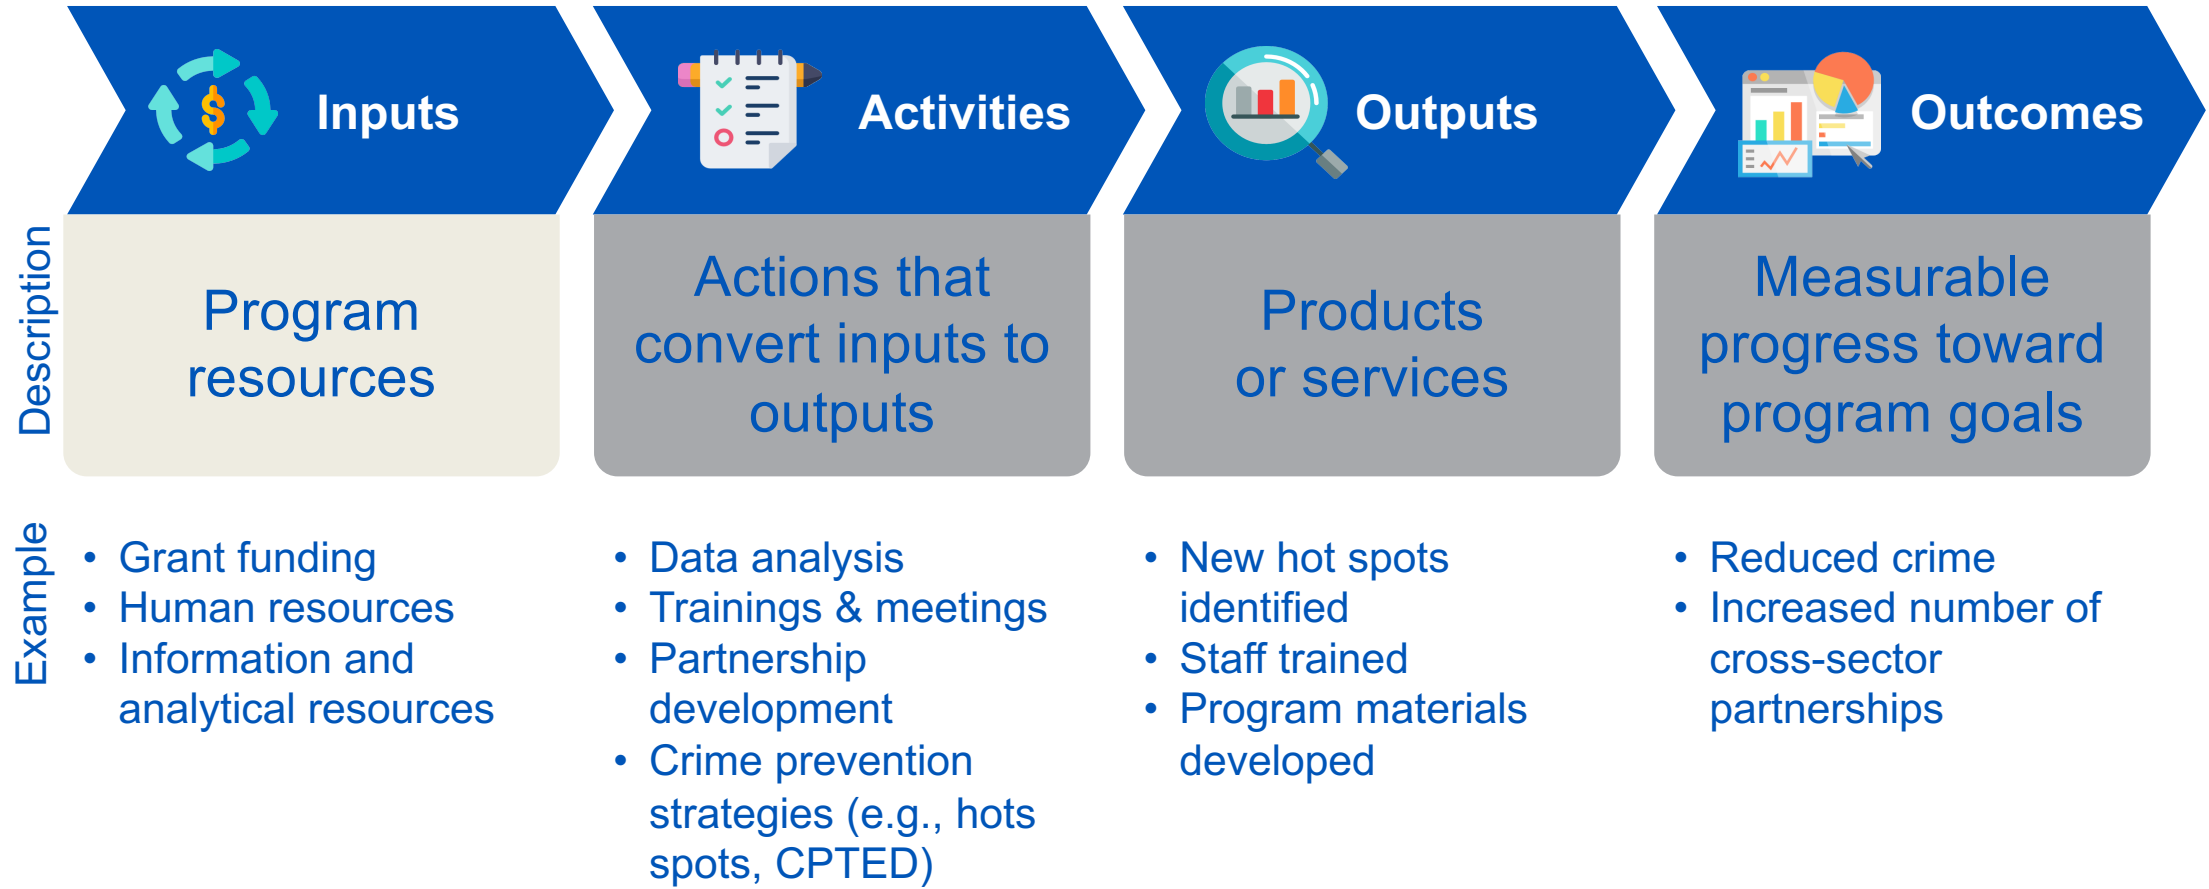 Inputs
Activities
Outputs
Outcomes
Description
Program
resources
Actions that
convert inputs to
outputs
Products
or services
Measurable
progress toward
program goals
Example
• Grant funding
• Human resources
• Information and
analytical resources
• Data analysis
• Trainings & meetings
• Partnership
development
• Crime prevention
strategies (e.g., hots
spots, CPTED)
• New hot spots
identified
• Staff trained
• Program materials
developed
• Reduced crime
• Increased number of
cross-sector
partnerships